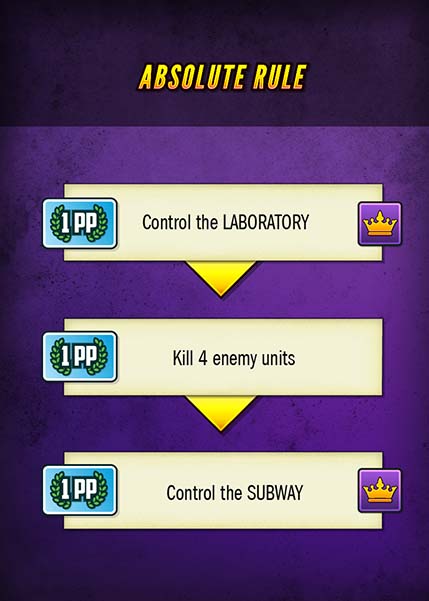 ABSOLUTE RULE
1 PP
Control the LABORATORY
1 PP
Kill 4 enemy units
1 PP
Control the SUBWAY